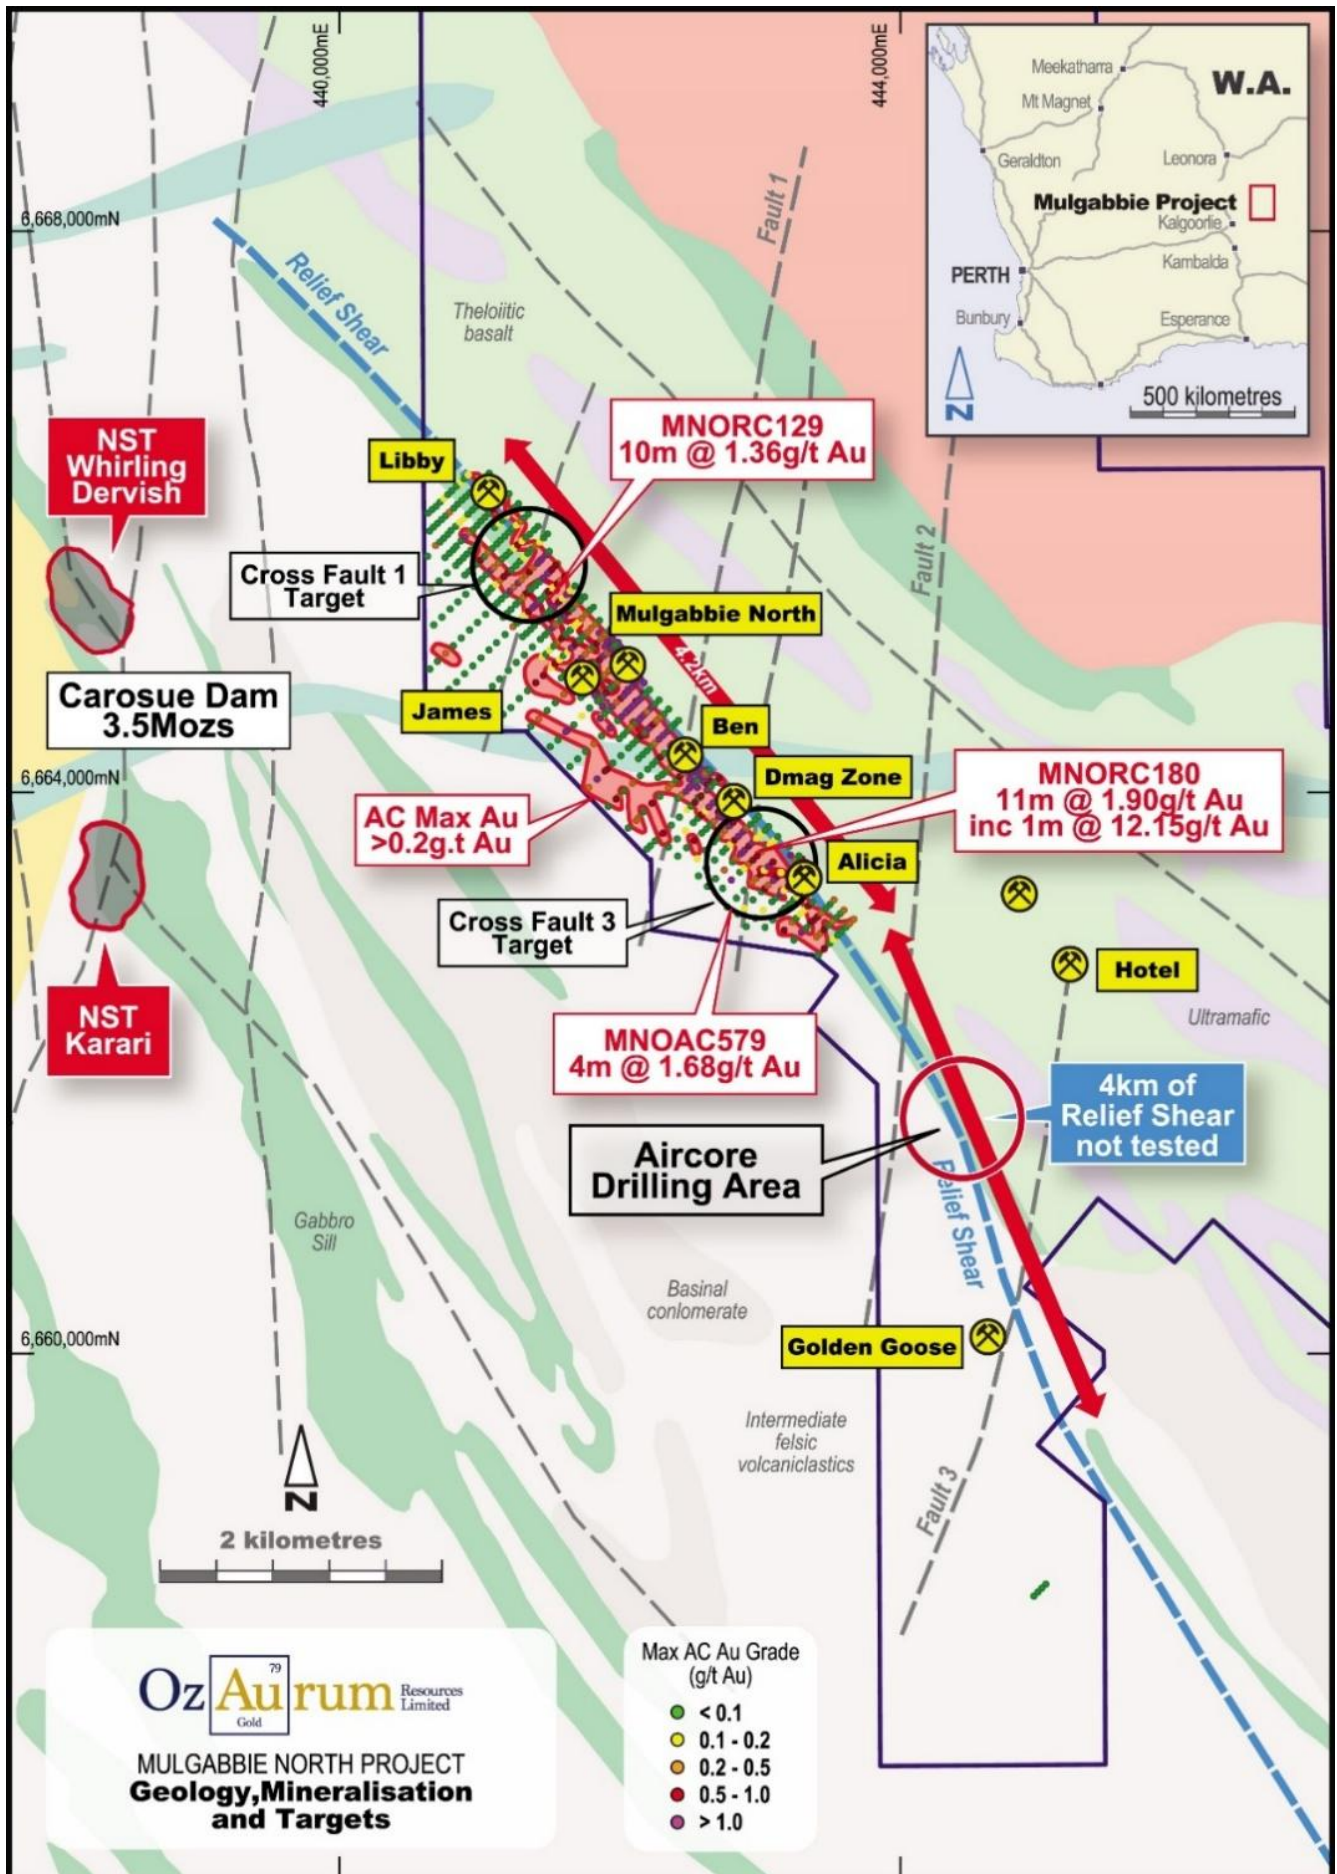 440,000mE
444,000mE
6,668,000mN
6,664,000mN
6,660,000mN
Meekatharra
W.A.
Mt Magnet
Geraldton
Leonora
Mulgabbie Project
Kalgoorlie
Kambalda
PERTH
Bunbury
Esperance
N
500 kilometres
Fault 1
Relief Shear
Theloiitic
basalt
NST
Whirling
Dervish
Libby
MNORC129
10m @ 1.36g/t Au
Fault 2
Cross Fault 1
Target
Mulgabbie North
4.2km
Carosue Dam
3.5Mozs
James
Ben
Dmag Zone
MNORC180
11m @ 1.90g/t Au
inc 1m @ 12.15g/t Au
AC Max Au
>0.2g.t Au
Alicia
Cross Fault 3
Target
Hotel
NST
Karari
Ultramafic
MNOAC579
4m @ 1.68g/t Au
4km of
Relief Shear
not tested
Aircore
Drilling Area
Relief Shear
Gabbro
Sill
Basinal
conlomerate
Golden Goose
Intermediate
felsic
volcaniclastics
Fault 3
N
2 kilometres
Oz Aurum Resources Limited
79
Gold
MULGABBIE NORTH PROJECT
Geology,Mineralisation
and Targets
Max AC Au Grade
(g/t Au)
< 0.1
0.1 - 0.2
0.2 - 0.5
0.5 - 1.0
> 1.0